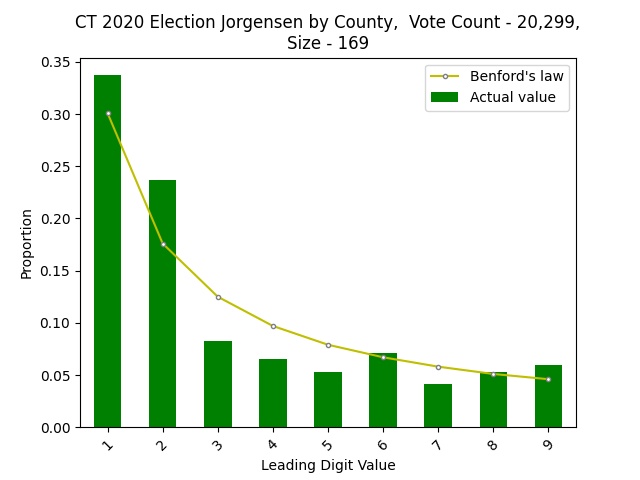 CT 2020 Election Jorgensen by County,  Vote Count - 20,299,
Size - 169
Benford's law
Actual value
0.35
0.30
0.25
0.20
0.15
0.10
0.05
0.00
Proportion
1
2
3
4
5
6
7
8
9
Leading Digit Value